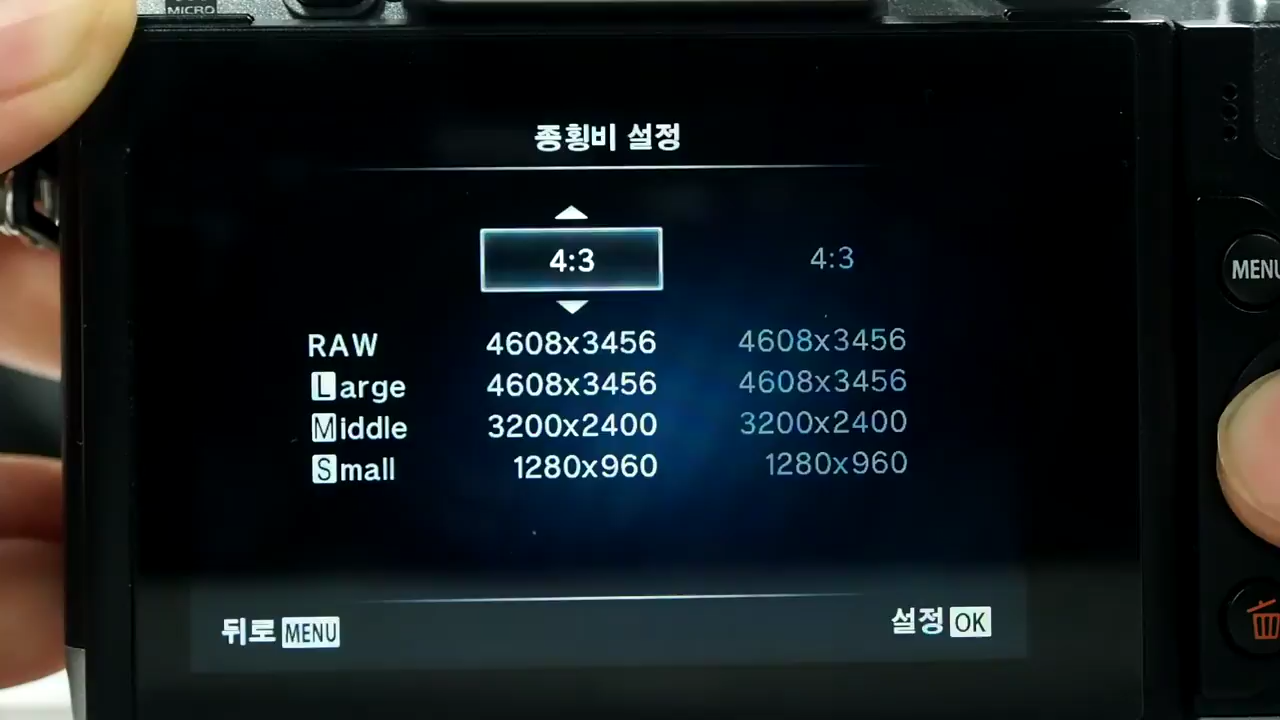 MICRO
종횡비 설정
4:3 4:3
MENU
RAW 4608x3456 4608x3456
Large 4608x3456 4608x3456
Middle 3200x2400 3200x2400
Small 1280x960 1280x960
뒤로 MENU 설정 OK